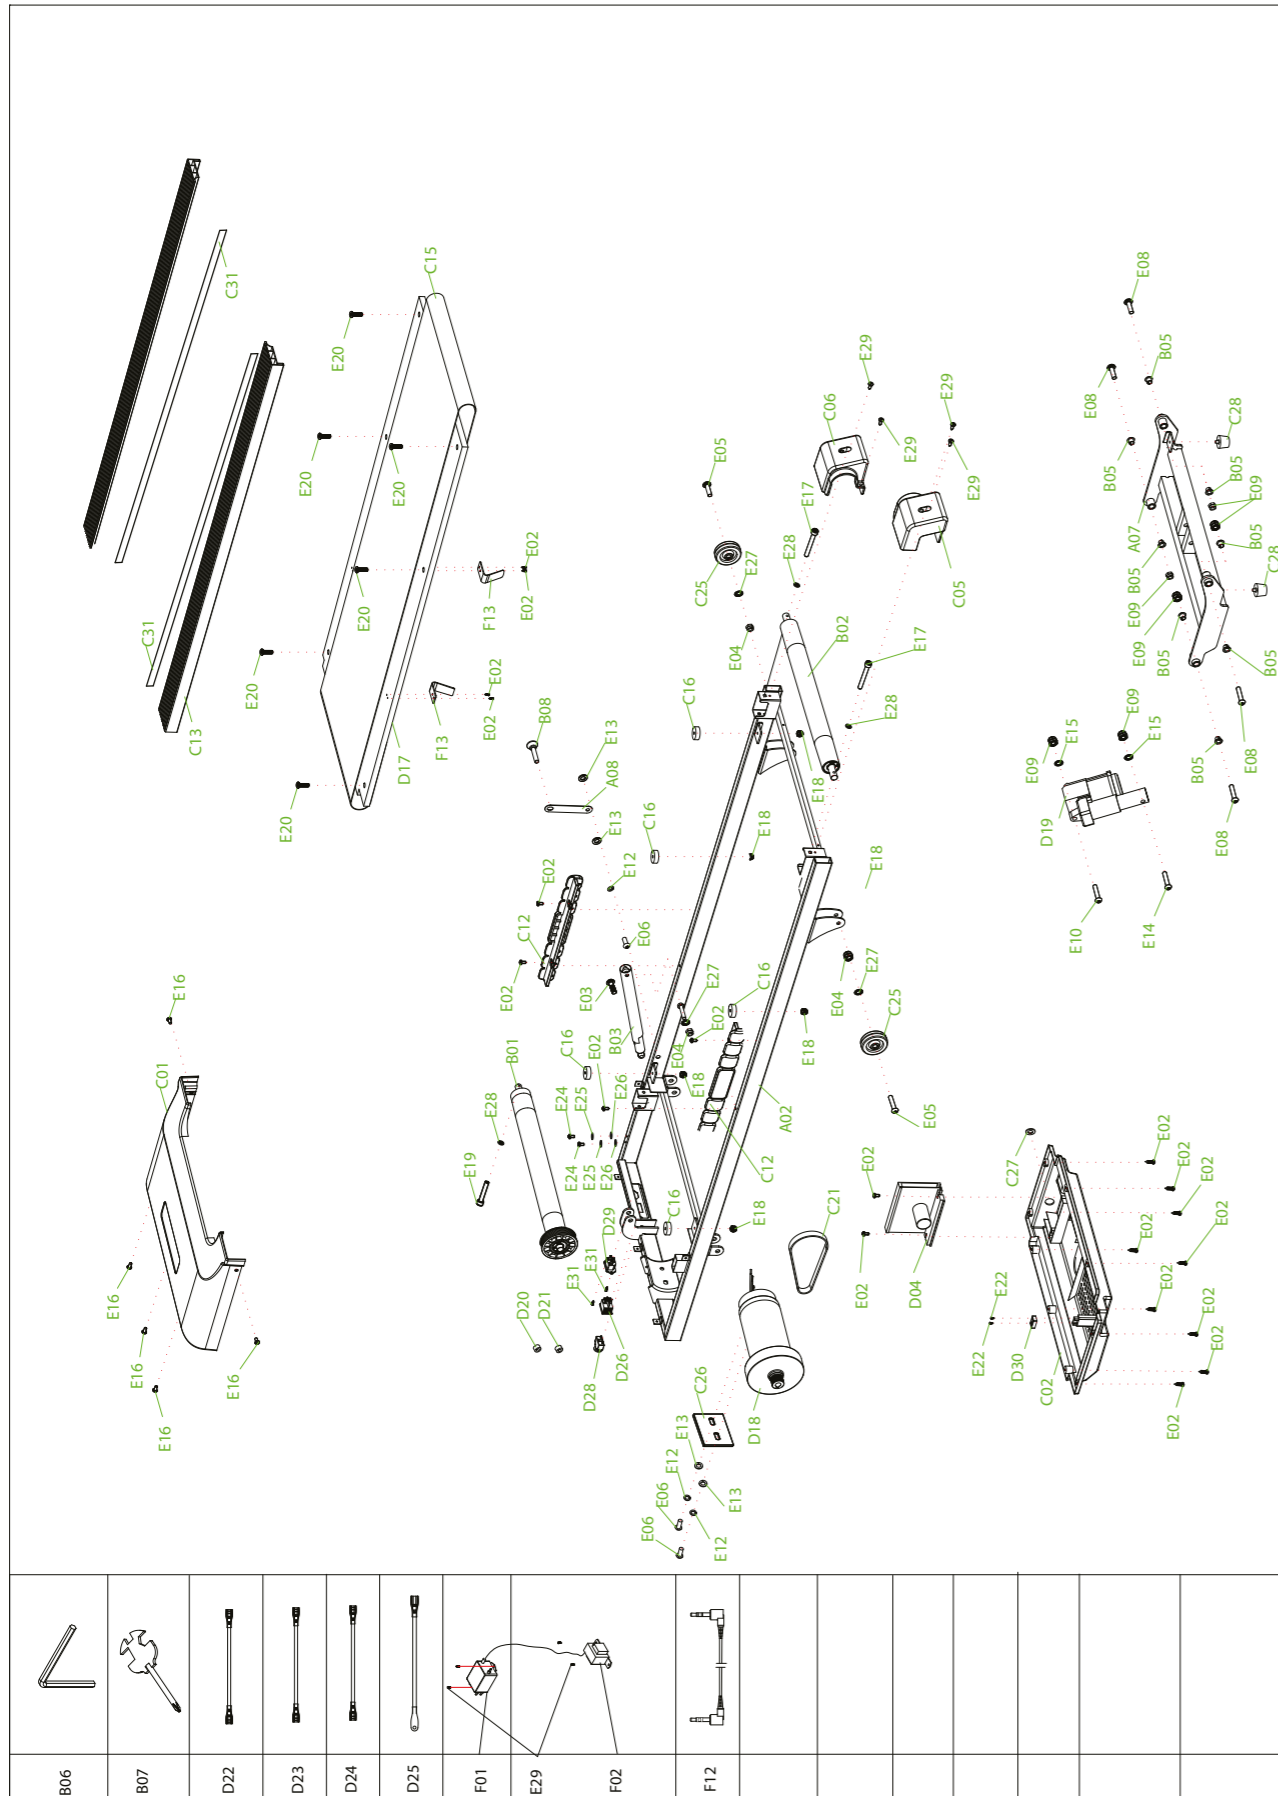 C31
C15
E20
E20
E20
E20
E20
E20
C31
C13
D17
F13
E02
E02
F13
E02
E02
B08
E13
A08
E13
E12
E02
C12
E02
E06
E03
B03
E16
C01
E16
E16
E16
E16
B01
E28
E19
E24
E24
E25
E25
E26
E26
E02
C16
C16
C16
C16
C16
E18
E18
E18
E18
E18
E18
E04
E27
E02
C12
A02
D29
E31
E31
D20
D21
D28
D26
E29
C06
E29
E29
E29
E05
E17
E28
C25
E27
E04
B02
C05
E17
E28
E04
E27
C25
E05
C21
D18
C26
E13
E12
E06
E06
E13
E12
E08
B05
E08
C28
B05
B05
E09
A07
B05
B05
C28
E09
E09
B05
B05
E08
B05
E08
E09
E15
E09
E15
D19
E10
E14
E02
E02
D04
C27
E02
E02
E02
E02
E02
E02
E02
E02
E02
E22
E22
D30
C02
B06
B07
D22
D23
D24
D25
F01
E29
F02
F12